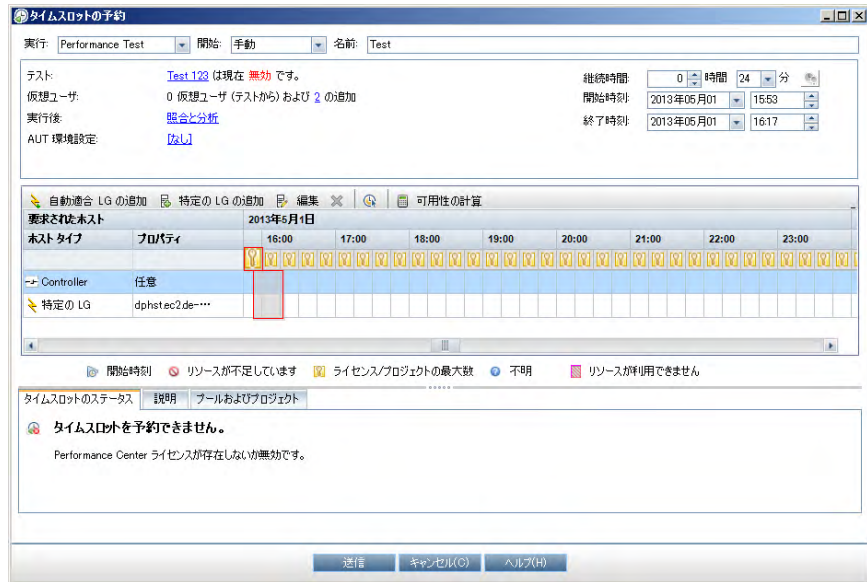 タイムスロットの予約
実行: Performance Test 開始: 手動 名前: Test
テスト: Test 123 は現在 無効 です。
仮想ユーザ: 0 仮想ユーザ (テストから) および 2 の追加
実行後: 照合と分析
AUT 環境設定: [なし]
継続時間: 0 時間 24 分
開始時刻: 2013年05月01 15:53
終了時刻: 2013年05月01 16:17
自動適合 LG の追加 特定の LG の追加 編集 可用性の計算
要求されたホスト 2013年5月1日
ホスト タイプ プロパティ 16:00 17:00 18:00 19:00 20:00 21:00 22:00 23:00
Controller 任意
特定の LG dphst.ec2.de-···
開始時刻 リソースが不足しています ライセンス/プロジェクトの最大数 不明 リソースが利用できません
タイムスロットのステータス 説明 プールおよびプロジェクト
タイムスロットを予約できません。
Performance Center ライセンスが存在しないか無効です。
送信 キャンセル(C) ヘルプ(H)